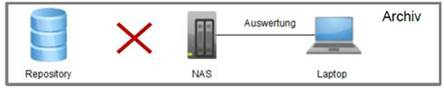 Archiv
Auswertung
Repository
NAS
Laptop